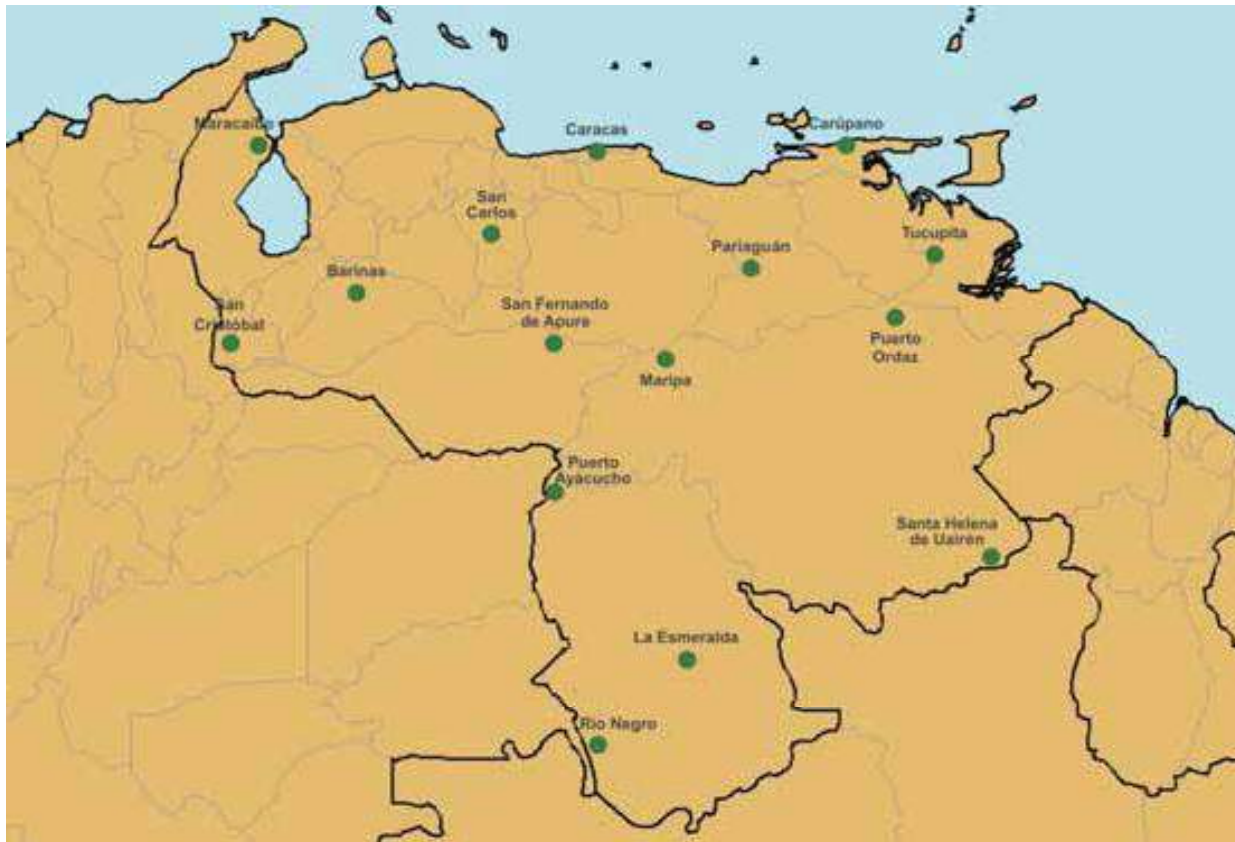 Maracaibo
Caracas
Carúpano
San
Carlos
Tucupita
Pariaguán
Barinas
San
Cristóbal
San Fernando
de Apure
Puerto
Ordaz
Maripa
Puerto
Ayacucho
Santa Helena
de Uairén
La Esmeralda
Rio Negro